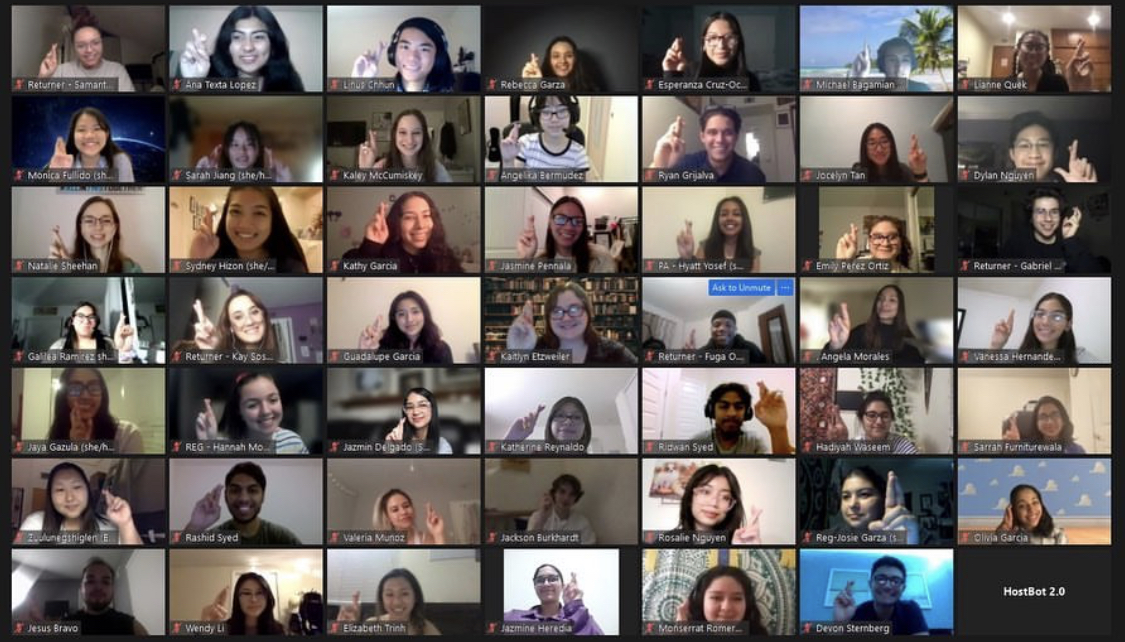 Returner - Samant...
Ana Texta Lopez
Linus Chhun
Rebecca Garza
Esperanza Cruz-Oc...
Michael Bagamian
Lianne Quek
Monica Fullido (sh...
Sarah Jiang (she/h...
Kaley McCumiskey
Angelika Bermudez
Ryan Grijalva
Jocelyn Tan
Dylan Nguyen
Natalie Sheehan
Sydney Hizon (she/...
Kathy Garcia
Jasmine Pennala
PA - Hyatt Yosef (s...
Emily Perez Ortiz
Returner - Gabriel ...
Ask to Unmute ...
Galilea Ramirez sh...
Returner - Kay Sps...
Guadalupe Garcia
Kaitlyn Etzweiler
Returner - Fuga O...
Angela Morales
Vanessa Hernande...
Jaya Gazula (she/h...
REG - Hannah Mo...
Jazmin Delgado (S...
Katherine Reynaldo
Ridwan Syed
Hadiyah Waseem
Sarrah Furniturewala
Zuulunegshiglen (E...
Rashid Syed
Valeria Munoz
Jackson Burkhardt
Rosalie Nguyen
Reg-Josie Garza (s...
Olivia Garcia
HostBot 2.0
Jesus Bravo
Wendy Li
Elizabeth Trinh
Jazmine Heredia
Monserrat Romer...
Devon Sternberg